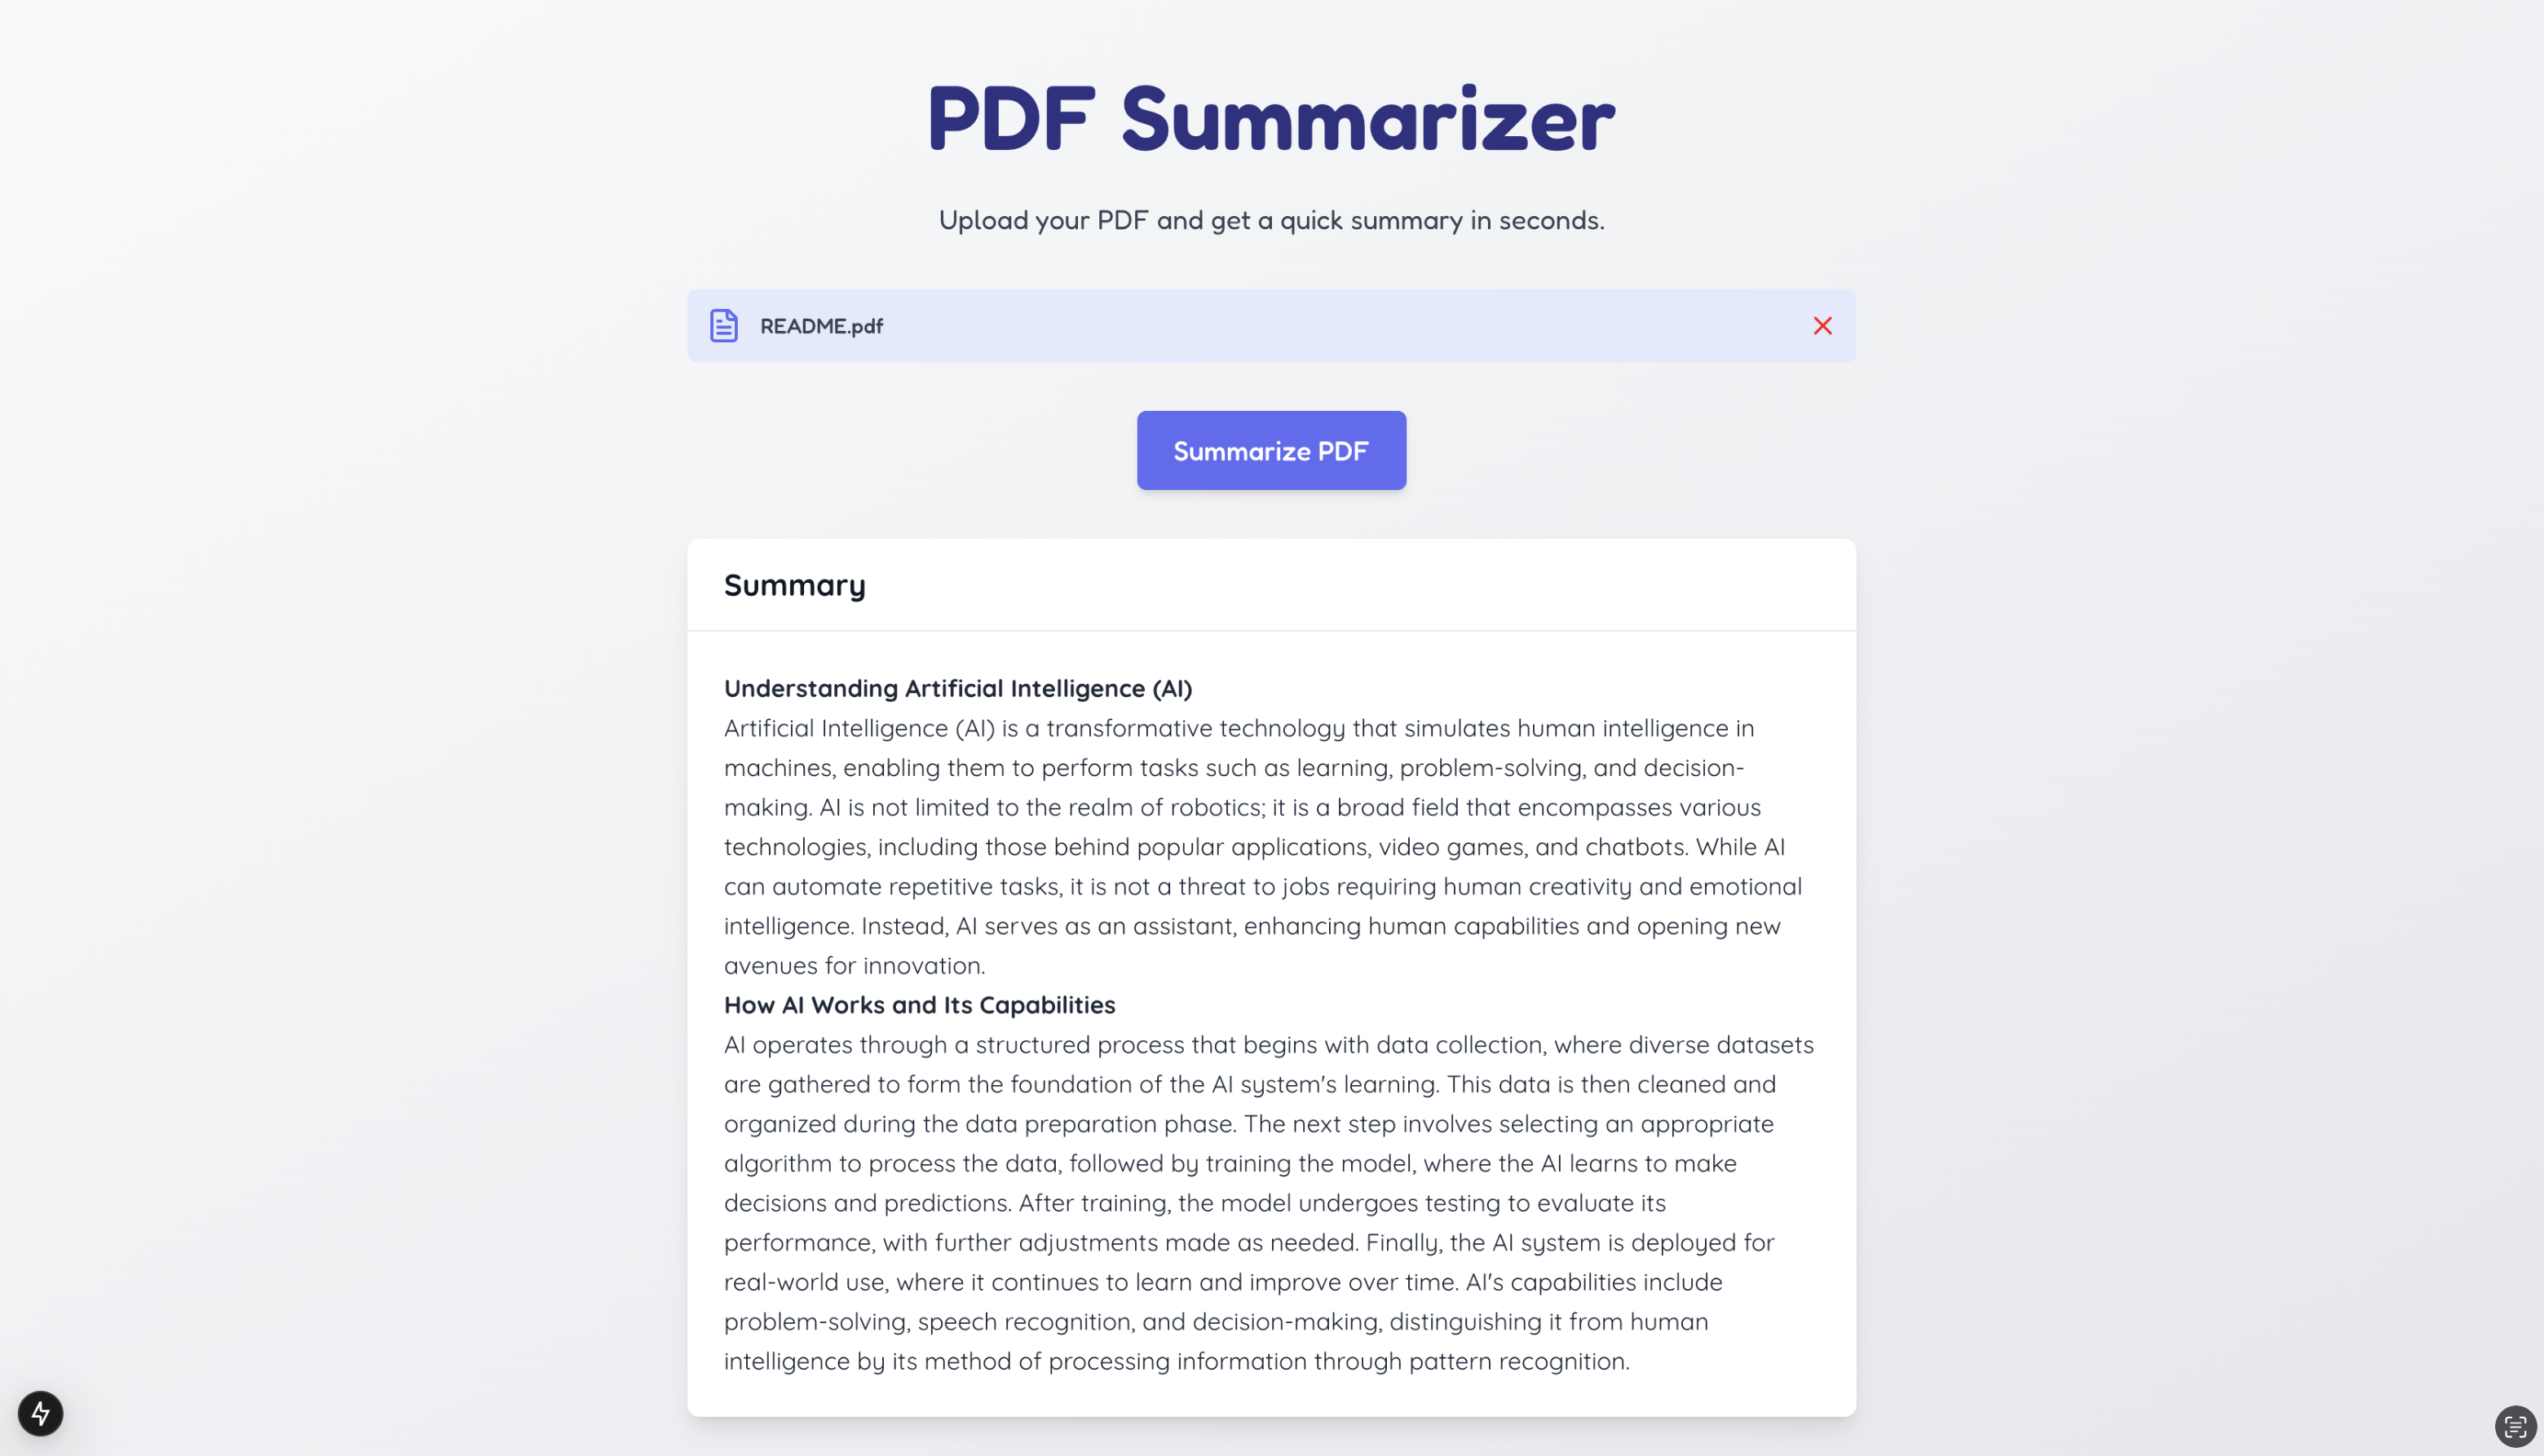 PDF Summarizer
Upload your PDF and get a quick summary in seconds.
README.pdf
Summarize PDF
Summary
Understanding Artificial Intelligence (AI)
Artificial Intelligence (AI) is a transformative technology that simulates human intelligence in
machines, enabling them to perform tasks such as learning, problem-solving, and decision-
making. AI is not limited to the realm of robotics; it is a broad field that encompasses various
technologies, including those behind popular applications, video games, and chatbots. While AI
can automate repetitive tasks, it is not a threat to jobs requiring human creativity and emotional
intelligence. Instead, AI serves as an assistant, enhancing human capabilities and opening new
avenues for innovation.
How AI Works and Its Capabilities
AI operates through a structured process that begins with data collection, where diverse datasets
are gathered to form the foundation of the AI system's learning. This data is then cleaned and
organized during the data preparation phase. The next step involves selecting an appropriate
algorithm to process the data, followed by training the model, where the AI learns to make
decisions and predictions. After training, the model undergoes testing to evaluate its
performance, with further adjustments made as needed. Finally, the AI system is deployed for
real-world use, where it continues to learn and improve over time. AI's capabilities include
problem-solving, speech recognition, and decision-making, distinguishing it from human
intelligence by its method of processing information through pattern recognition.